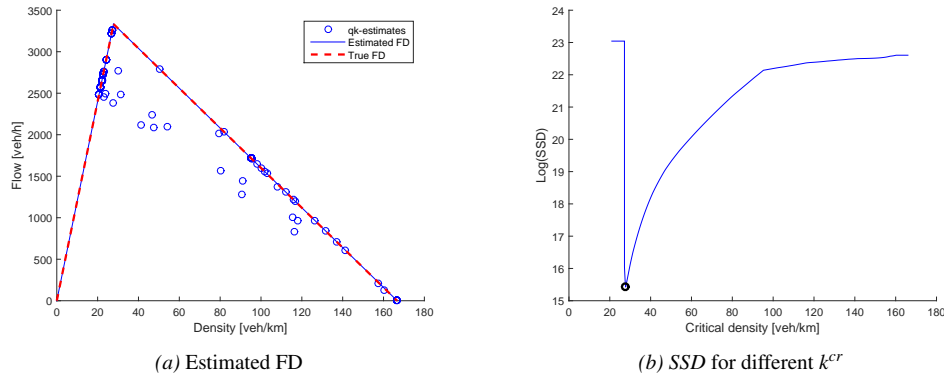 3500
3000
2500
2000
1500
1000
500
0
Flow [veh/h]
0 20 40 60 80 100 120 140 160 180
Density [veh/km]
qk-estimates
Estimated FD
True FD
(a) Estimated FD
24
23
22
21
20
19
18
17
16
15
Log(SSD)
0 20 40 60 80 100 120 140 160 180
Critical density [veh/km]
(b) SSD for different k^cr